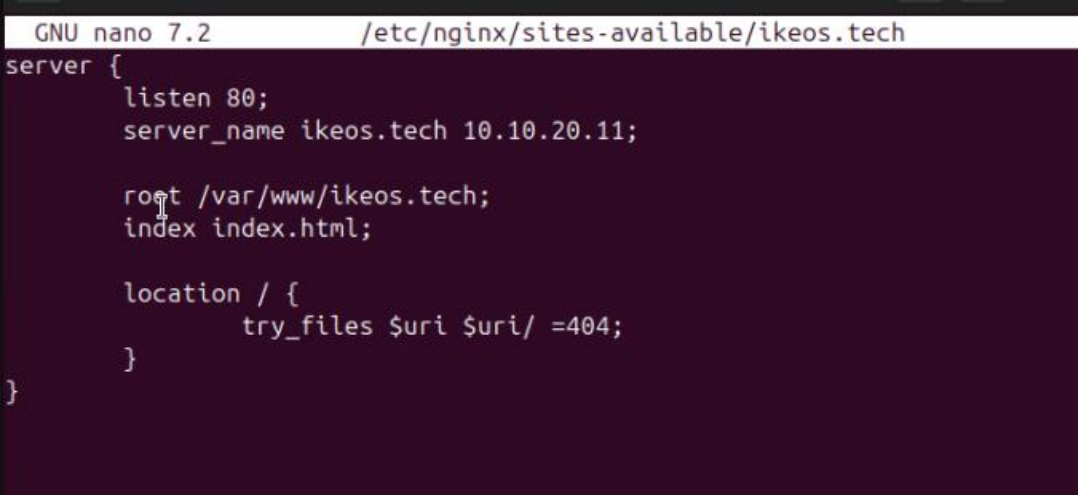 GNU nano 7.2 /etc/nginx/sites-available/ikeos.tech
server {
listen 80;
server_name ikeos.tech 10.10.20.11;
root /var/www/ikeos.tech;
index index.html;
location / {
try_files $uri $uri/ =404;
}
}